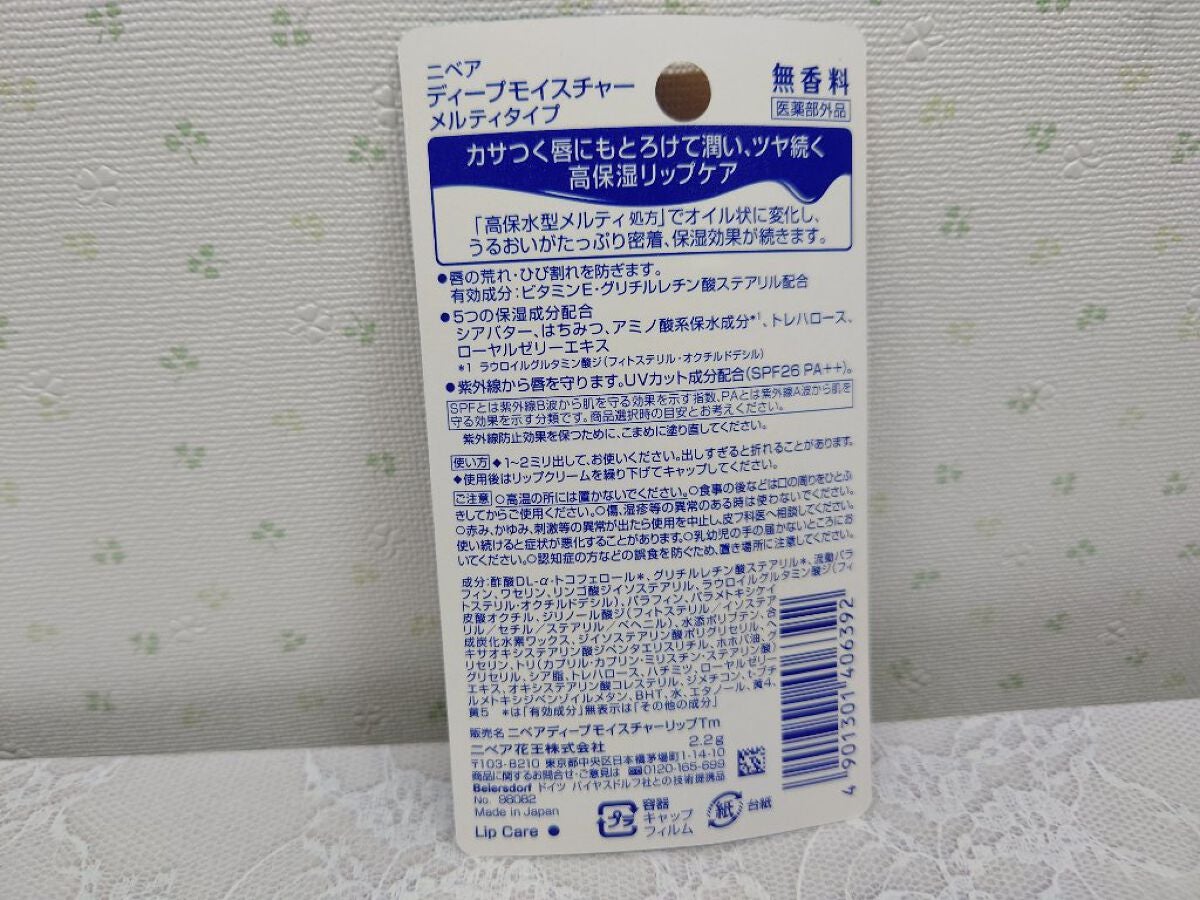 ニベア
ディープモイスチャー
メルティタイプ
無香料
医薬部外品
カサつく唇にもとろけて潤い、ツヤ続く
高保湿リップケア
「高保水型メルティ処方」でオイル状に変化し、
うるおいがたっぷり密着、保湿効果が続きます。
●唇の荒れ・ひび割れを防ぎます。
有効成分:ビタミンE・グリチルレチン酸ステアリル配合
●5つの保湿成分配合
シアバター、はちみつ、アミノ酸系保水成分*1、トレハロース、
ローヤルゼリーエキス
*1 ラウロイルグルタミン酸ジ(フィトステリル・オクチルドデシル)
●紫外線から唇を守ります。UVカット成分配合(SPF26 PA++)。
SPFとは紫外線B波から肌を守る効果を示す指数、PAとは紫外線A波から肌を
守る効果を示す分類です。商品選択時の目安とお考えください。
紫外線防止効果を保つために、こまめに塗り直してください。
使い方 ◆1~2ミリ出して、お使いください。出しすぎると折れることがあります。
◆使用後はリップクリームを繰り下げてキャップしてください。
ご注意 ○高温の所には置かないでください。○食事の後などは口の周りをひとふ
きしてからご使用ください。○傷、湿疹等の異常のある時は使わないでください。
○赤み、かゆみ、刺激等の異常が出たら使用を中止し、皮フ科医へ相談してください。
使い続けると症状が悪化することがあります。○乳幼児の手の届かないところにお
いてください。○認知症の方などの誤食を防ぐため、置き場所に注意してください。
成分:酢酸DL-α-トコフェロール*、グリチルレチン酸ステアリル*、流動パラ
フィン、ワセリン、リンゴ酸ジイソステアリル、ラウロイルグルタミン酸ジ(フィ
トステリル・オクチルドデシル)、パラフィン、パラメトキシケイ
皮酸オクチル、ジリノール酸ジ(フィトステリル/イソステア
リル/セチル/ステアリル/ベヘニル)、水添ポリブテン、合
成炭化水素ワックス、ジイソステアリン酸ポリグリセリル、ヘ
キサオキシステアリン酸ジペンタエリスリチル、ホホバ油、グ
リセリン、トリ(カプリル・カプリン・ミリスチン・ステアリン酸)
グリセリル、シア脂、トレハロース、ハチミツ、ローヤルゼリー
エキス、オキシステアリン酸コレステリル、ジメチコン、t-ブチ
ルメトキシジベンゾイルメタン、BHT、水、エタノール、黄4、
黄5 *は「有効成分」無表示は「その他の成分」
販売名 ニベアディープモイスチャーリップTm
ニベア花王株式会社 2.2g
〒103-8210 東京都中央区日本橋茅場町1-14-10
商品に関するお問合せ・ご意見は 0120-165-699
Beiersdorf ドイツ バイヤスドルフ社との技術提携品
No. 98082
Made in Japan
Lip Care ●
プラ
容器
キャップ
フィルム
紙
台紙
4 901301 406392